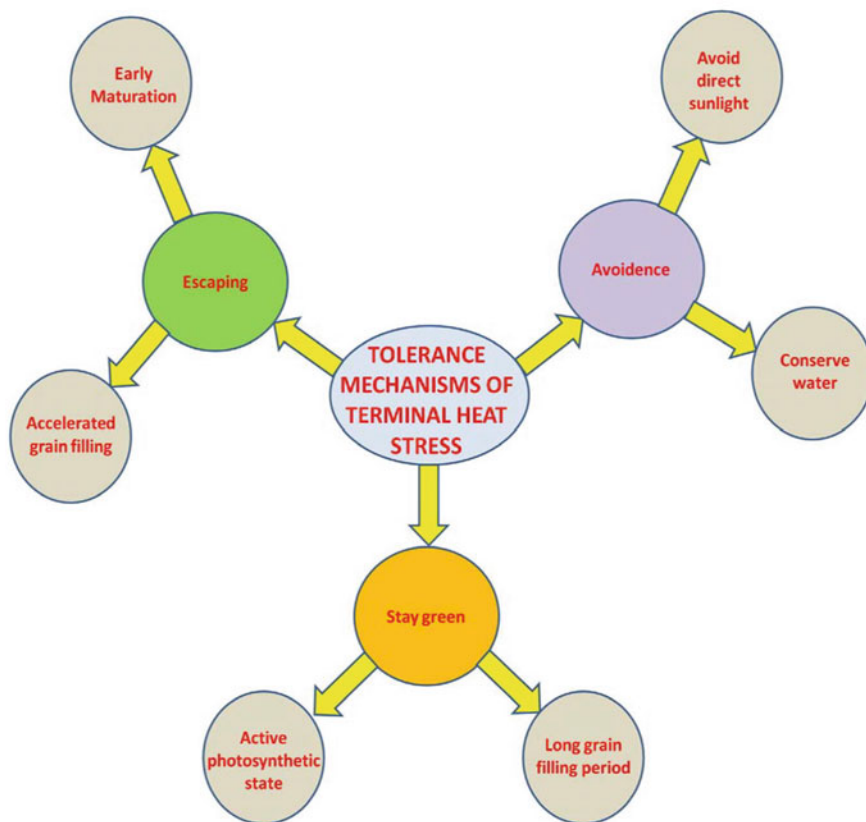 Early
Maturation
Avoid
direct
sunlight
Escaping
Avoidence
TOLERANCE
MECHANISMS OF
TERMINAL HEAT
STRESS
Conserve
water
Accelerated
grain filling
Stay green
Active
photosynthetic
state
Long grain
filling period